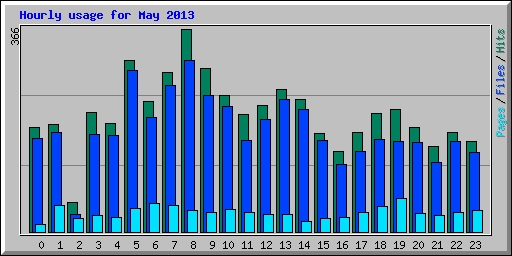 Hourly usage for May 2013
366
Pages/Files/Hits
0 1 2 3 4 5 6 7 8 9 10 11 12 13 14 15 16 17 18 19 20 21 22 23